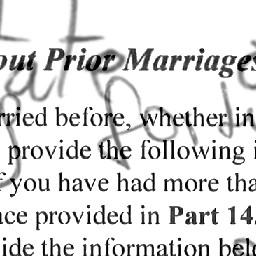 out Prior Marriages
rried before, whether in
provide the following i
f you have had more tha
ace provided in Part 14.
ide the information bel